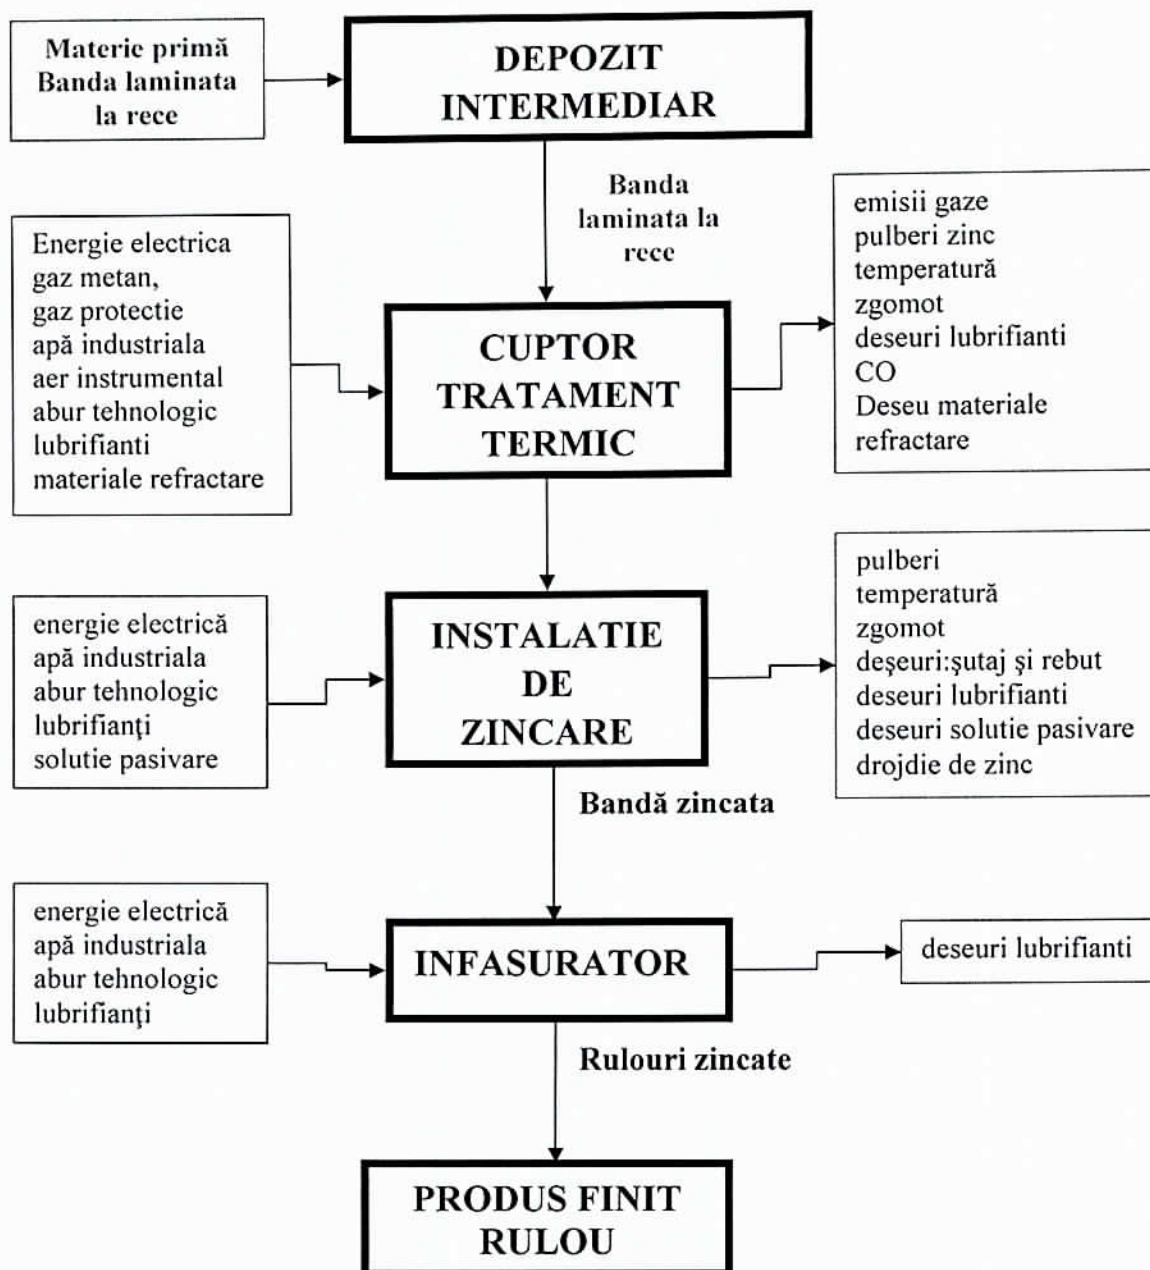 Materie primă
Banda laminata
la rece
DEPOZIT
INTERMEDIAR
Banda
laminata la
rece
Energie electrica
gaz metan,
gaz protectie
apă industriala
aer instrumental
abur tehnologic
lubrifianti
materiale refractare
CUPTOR
TRATAMENT
TERMIC
emisii gaze
pulberi zinc
temperatură
zgomot
deseuri lubrifianti
CO
Deseu materiale
refractare
energie electrică
apă industriala
abur tehnologic
lubrifianţi
solutie pasivare
INSTALATIE
DE
ZINCARE
pulberi
temperatură
zgomot
deşeuri:şutaj şi rebut
deseuri lubrifianti
deseuri solutie pasivare
drojdie de zinc
Bandă zincata
energie electrică
apă industriala
abur tehnologic
lubrifianţi
INFASURATOR
deseuri lubrifianti
Rulouri zincate
PRODUS FINIT
RULOU